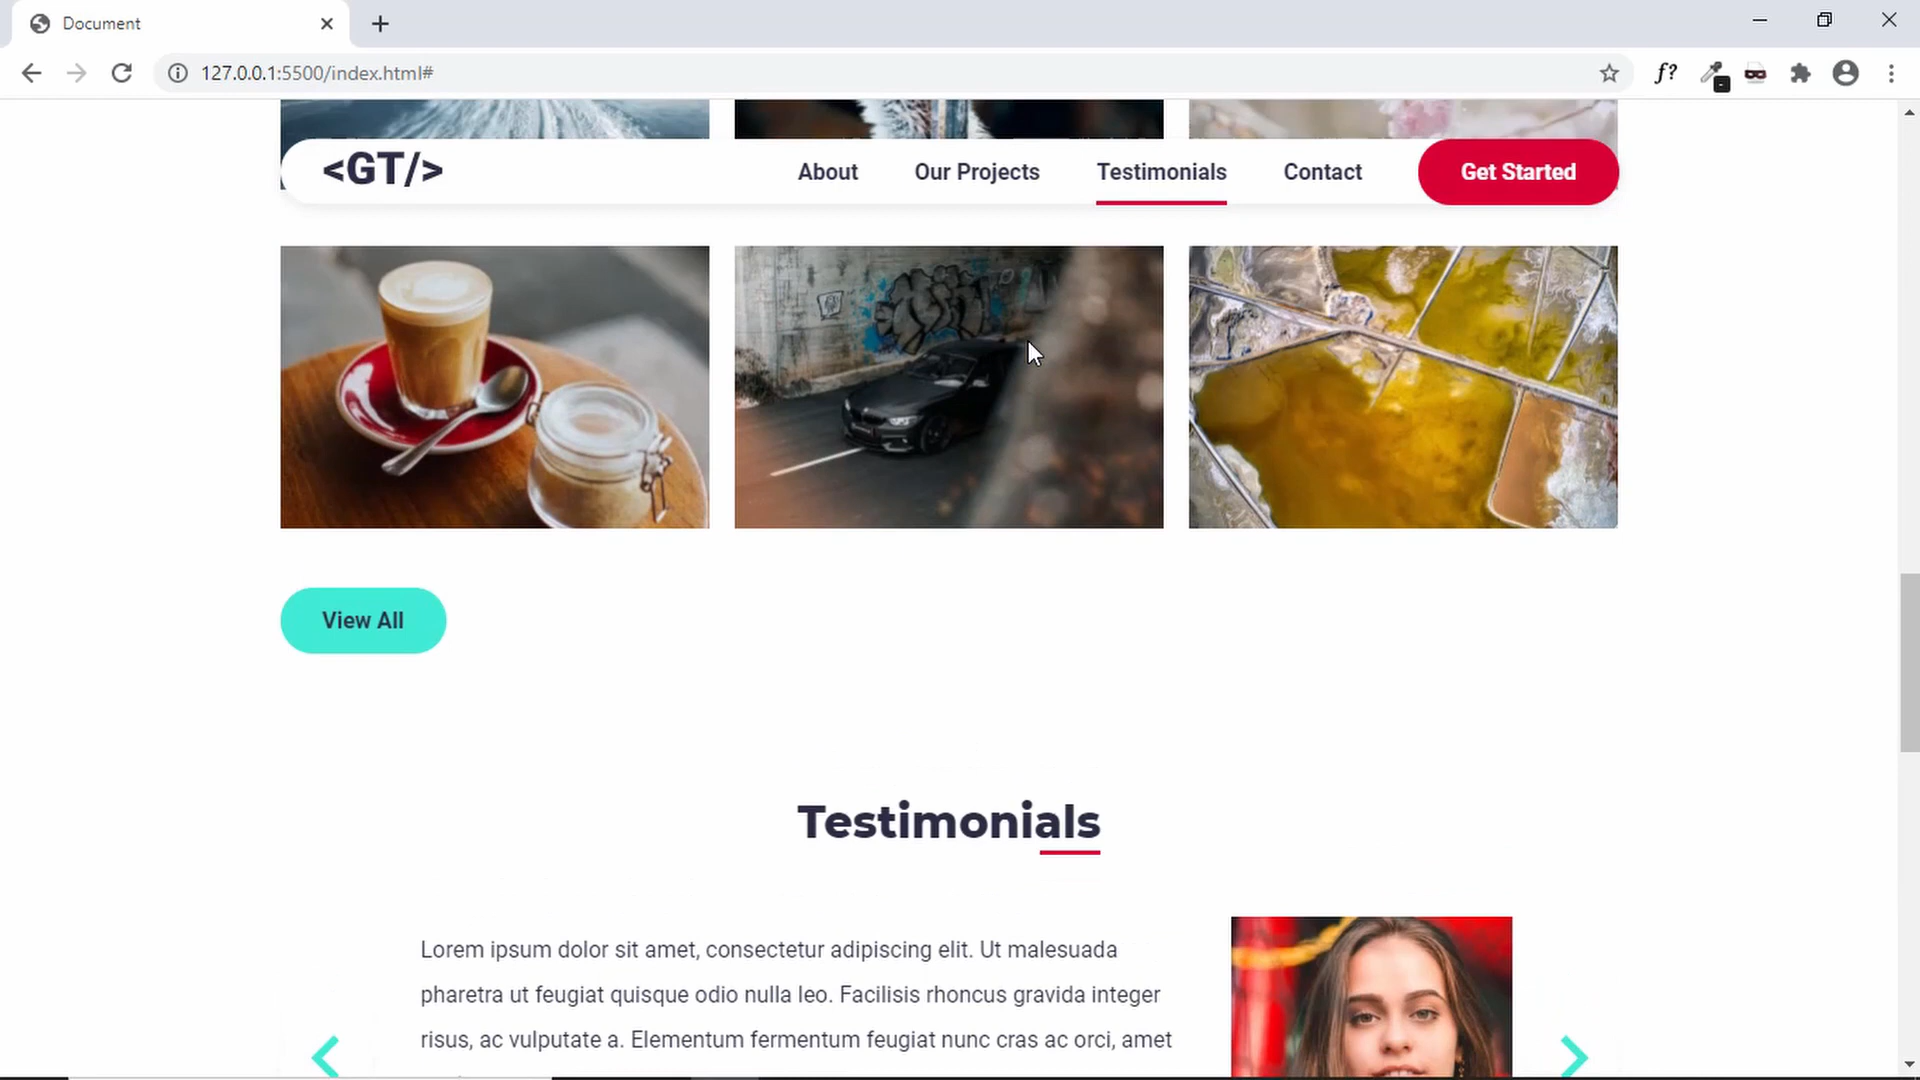 Document
127.0.0.1:5500/index.html#
f?
<GT/>
About
Our Projects
Testimonials
Contact
Get Started
View All
Testimonials
Lorem ipsum dolor sit amet, consectetur adipiscing elit. Ut malesuada
pharetra ut feugiat quisque odio nulla leo. Facilisis rhoncus gravida integer
risus, ac vulputate a. Elementum fermentum feugiat nunc cras ac orci, amet